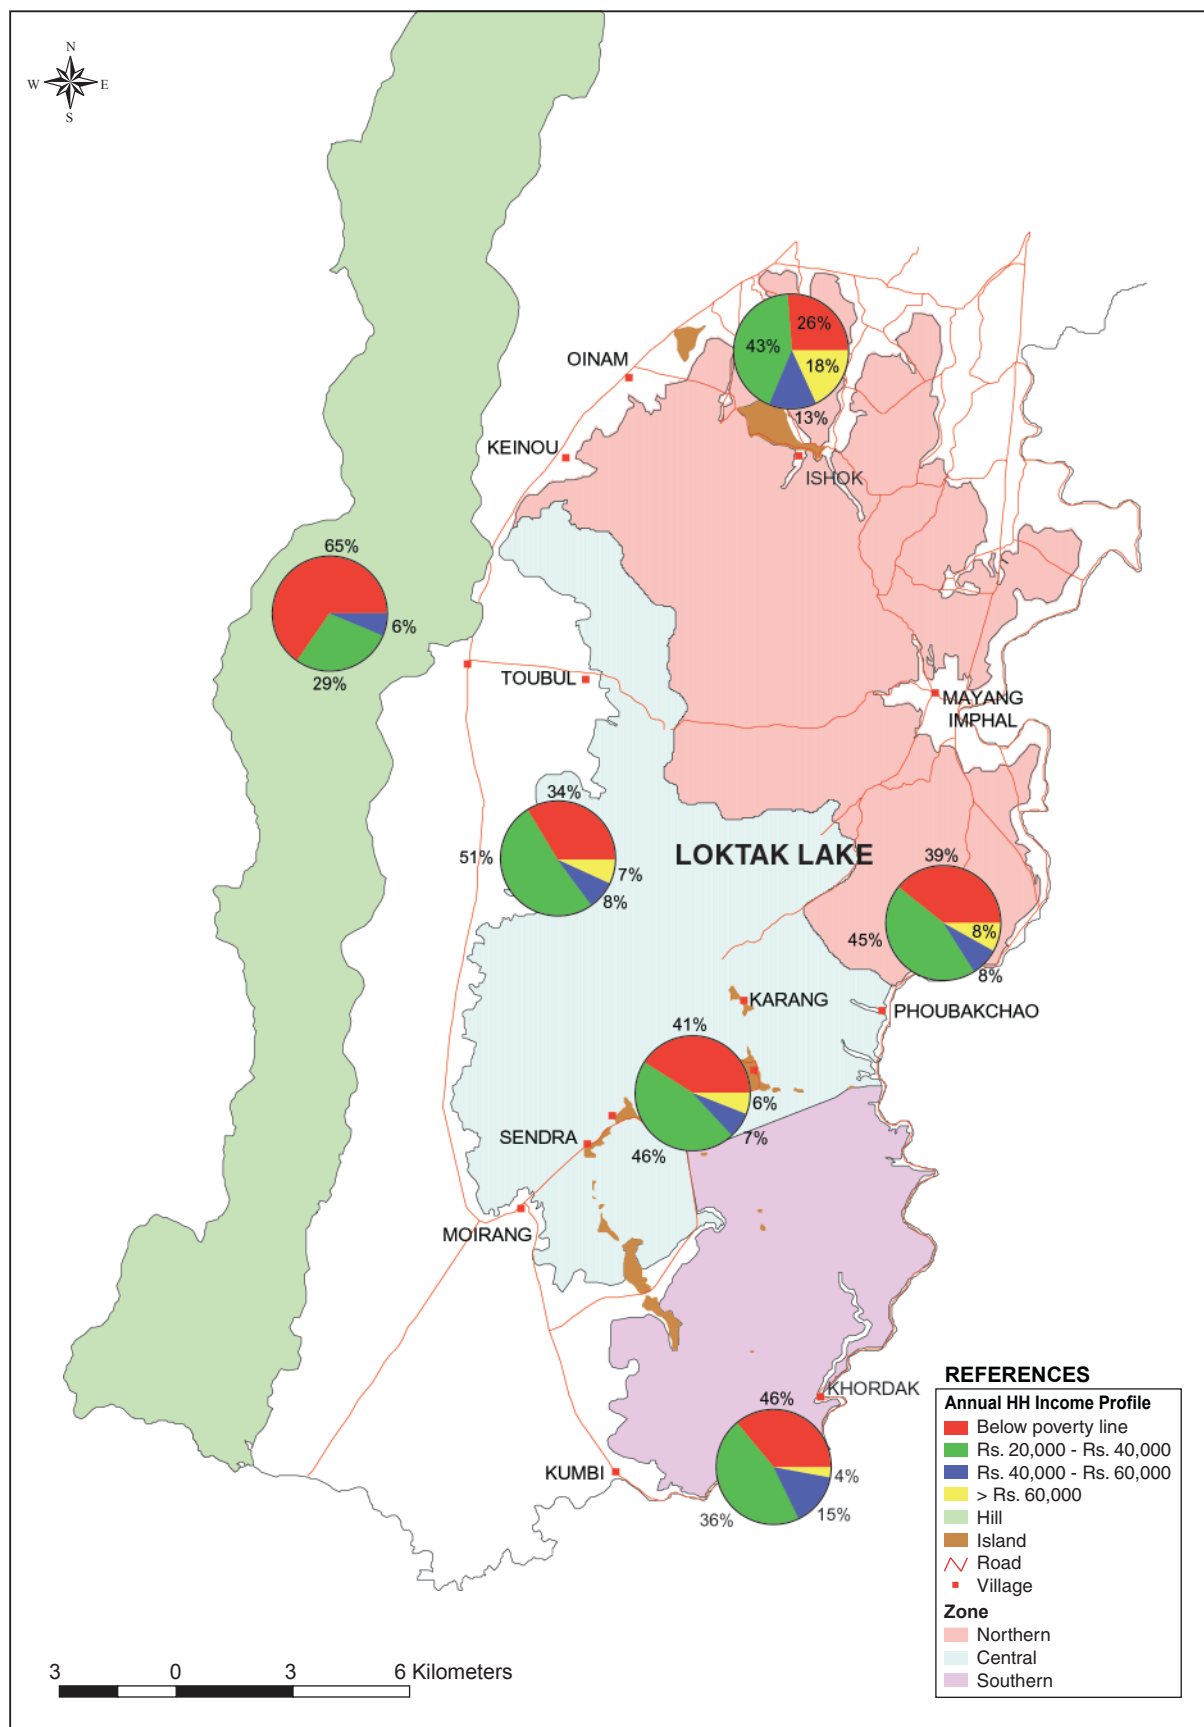 N
W E
S
26%
43%
18%
13%
OINAM
KEINOU
ISHOK
65%
6%
29%
TOUBUL
MAYANG
IMPHAL
34%
51%
7%
8%
LOKTAK LAKE
39%
45%
8%
8%
KARANG
PHOUBAKCHAO
41%
6%
7%
46%
SENDRA
MOIRANG
KHORDAK
46%
4%
15%
36%
KUMBI
REFERENCES
Annual HH Income Profile
Below poverty line
Rs. 20,000 - Rs. 40,000
Rs. 40,000 - Rs. 60,000
> Rs. 60,000
Hill
Island
Road
Village
Zone
Northern
Central
Southern
3 0 3 6 Kilometers